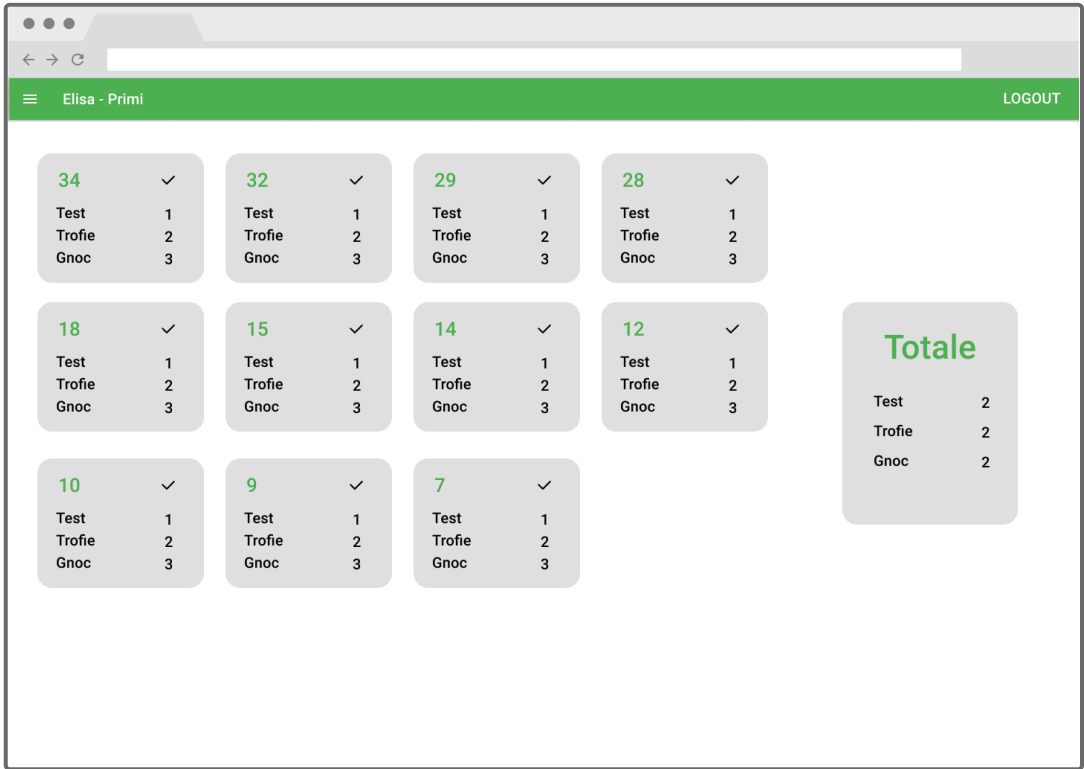 Elisa - Primi LOGOUT
34
Test 1
Trofie 2
Gnoc 3
32
Test 1
Trofie 2
Gnoc 3
29
Test 1
Trofie 2
Gnoc 3
28
Test 1
Trofie 2
Gnoc 3
18
Test 1
Trofie 2
Gnoc 3
15
Test 1
Trofie 2
Gnoc 3
14
Test 1
Trofie 2
Gnoc 3
12
Test 1
Trofie 2
Gnoc 3
10
Test 1
Trofie 2
Gnoc 3
9
Test 1
Trofie 2
Gnoc 3
7
Test 1
Trofie 2
Gnoc 3
Totale
Test 2
Trofie 2
Gnoc 2